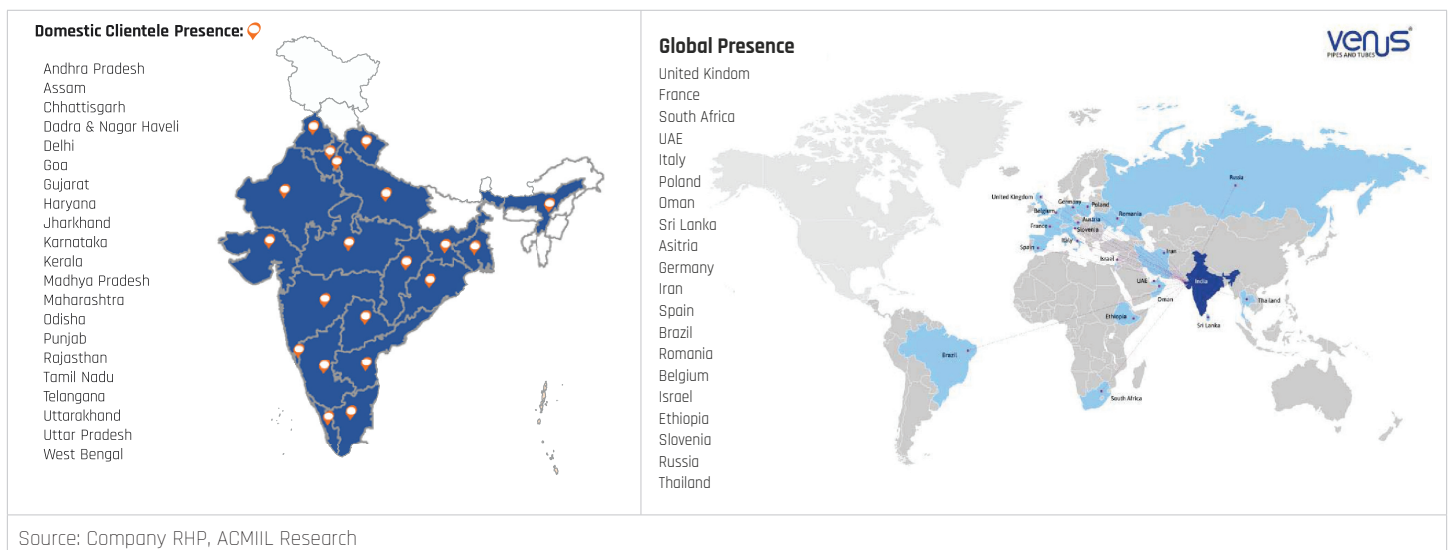 Domestic Clientele Presence:
Andhra Pradesh
Assam
Chhattisgarh
Dadra & Nagar Haveli
Delhi
Goa
Gujarat
Haryana
Jharkhand
Karnataka
Kerala
Madhya Pradesh
Maharashtra
Odisha
Punjab
Rajasthan
Tamil Nadu
Telangana
Uttarakhand
Uttar Pradesh
West Bengal
Global Presence
United Kindom
France
South Africa
UAE
Italy
Poland
Oman
Sri Lanka
Asitria
Germany
Iran
Spain
Brazil
Romania
Belgium
Israel
Ethiopia
Slovenia
Russia
Thailand
venus
PIPES AND TUBES
Russia
United Kingdom
Germany
Poland
Belgium
Romania
Austria
France
Slovenia
Spain
Italy
Iran
Israel
UAE
India
Oman
Thailand
Ethiopia
Sri Lanka
Brazil
South Africa
Source: Company RHP, ACMIIL Research